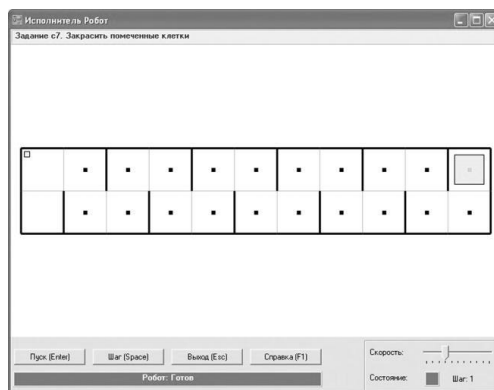 Исполнитель Робот
Задание c7. Закрасить помеченные клетки
Пуск (Enter)
Шаг (Space)
Выход (Esc)
Справка (F1)
Робот: Готов
Скорость:
Состояние:
Шаг: 1